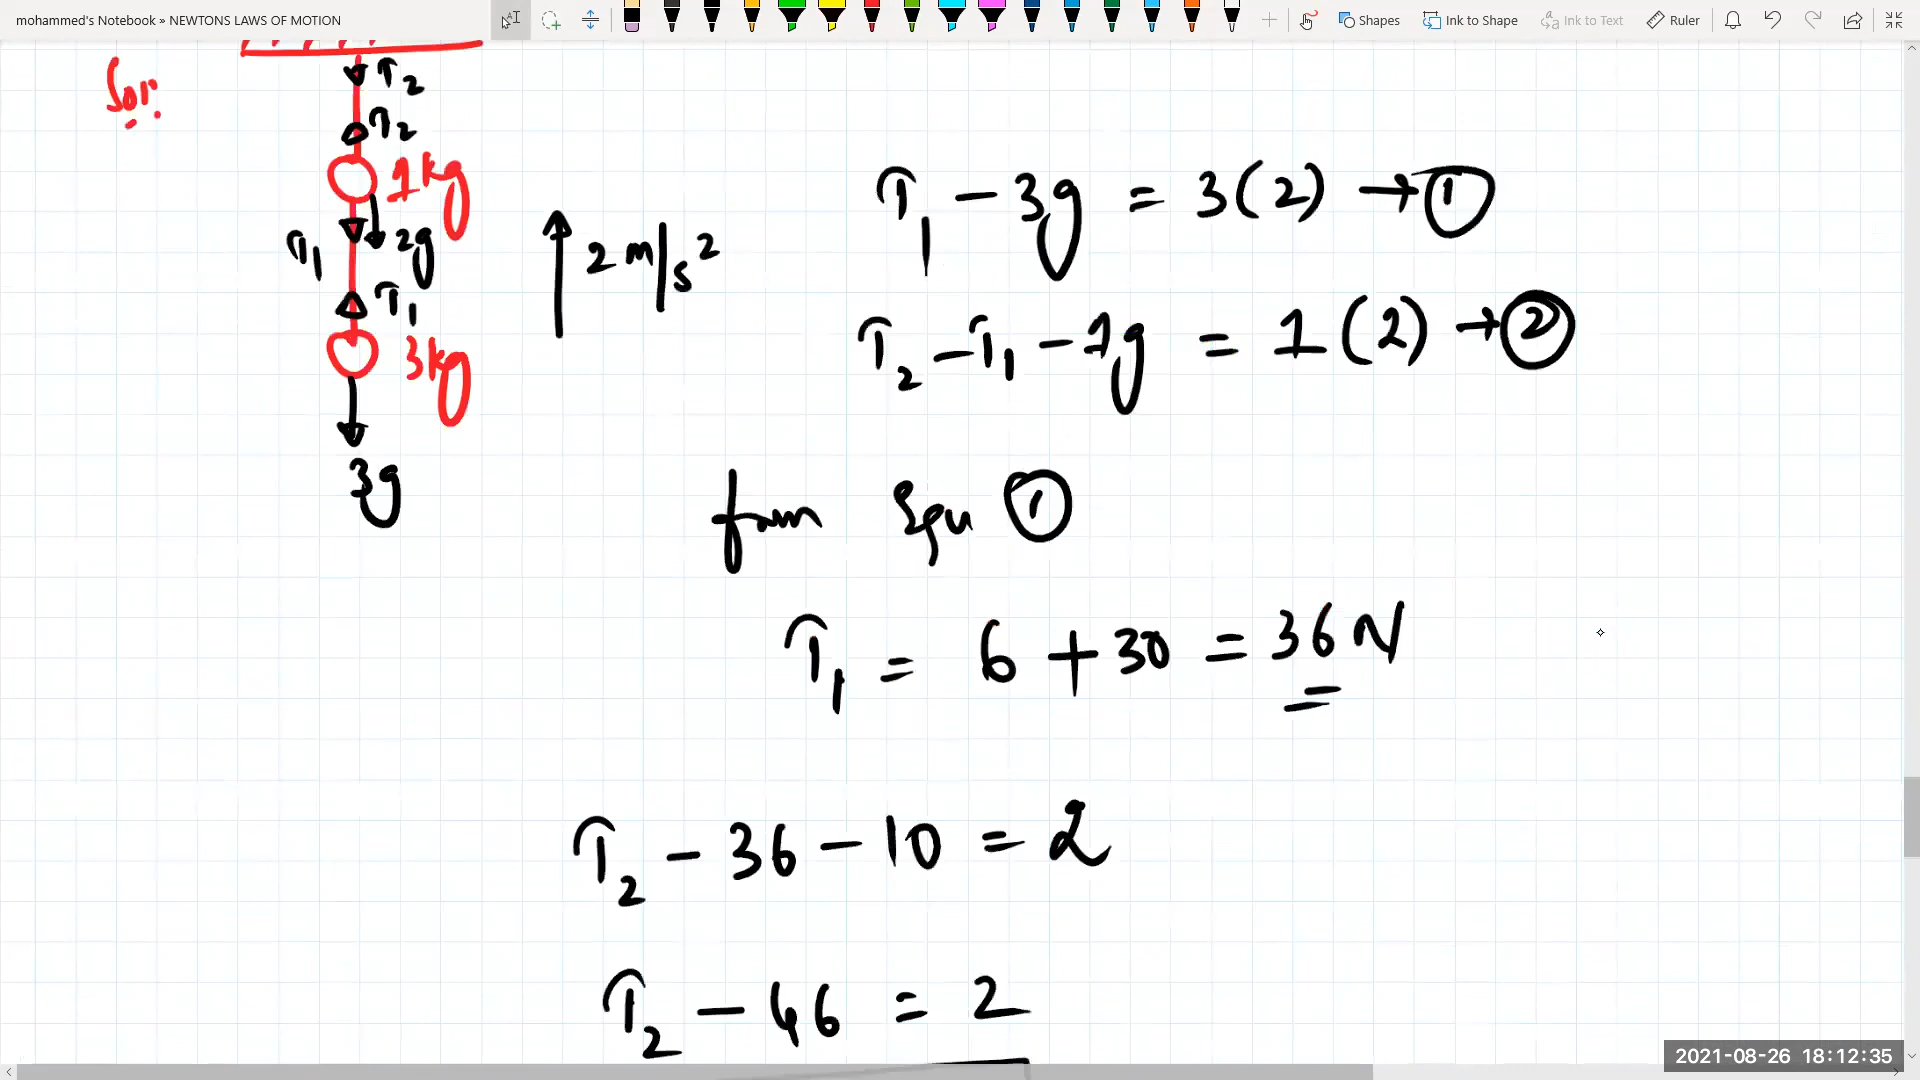 mohammed's Notebook » NEWTONS LAWS OF MOTION
Shapes
Ink to Shape
Ink to Text
Ruler
Sol.
T₂
T₂
1kg
T₁
2g
T₁
3kg
3g
2 m/s²
T₁ - 3g = 3(2) → ①
T₂ - T₁ - 1g = 1(2) → ②
from Equ ①
T₁ = 6 + 30 = 36 N
T₂ - 36 - 10 = 2
T₂ - 46 = 2
2021-08-26 18:12:35